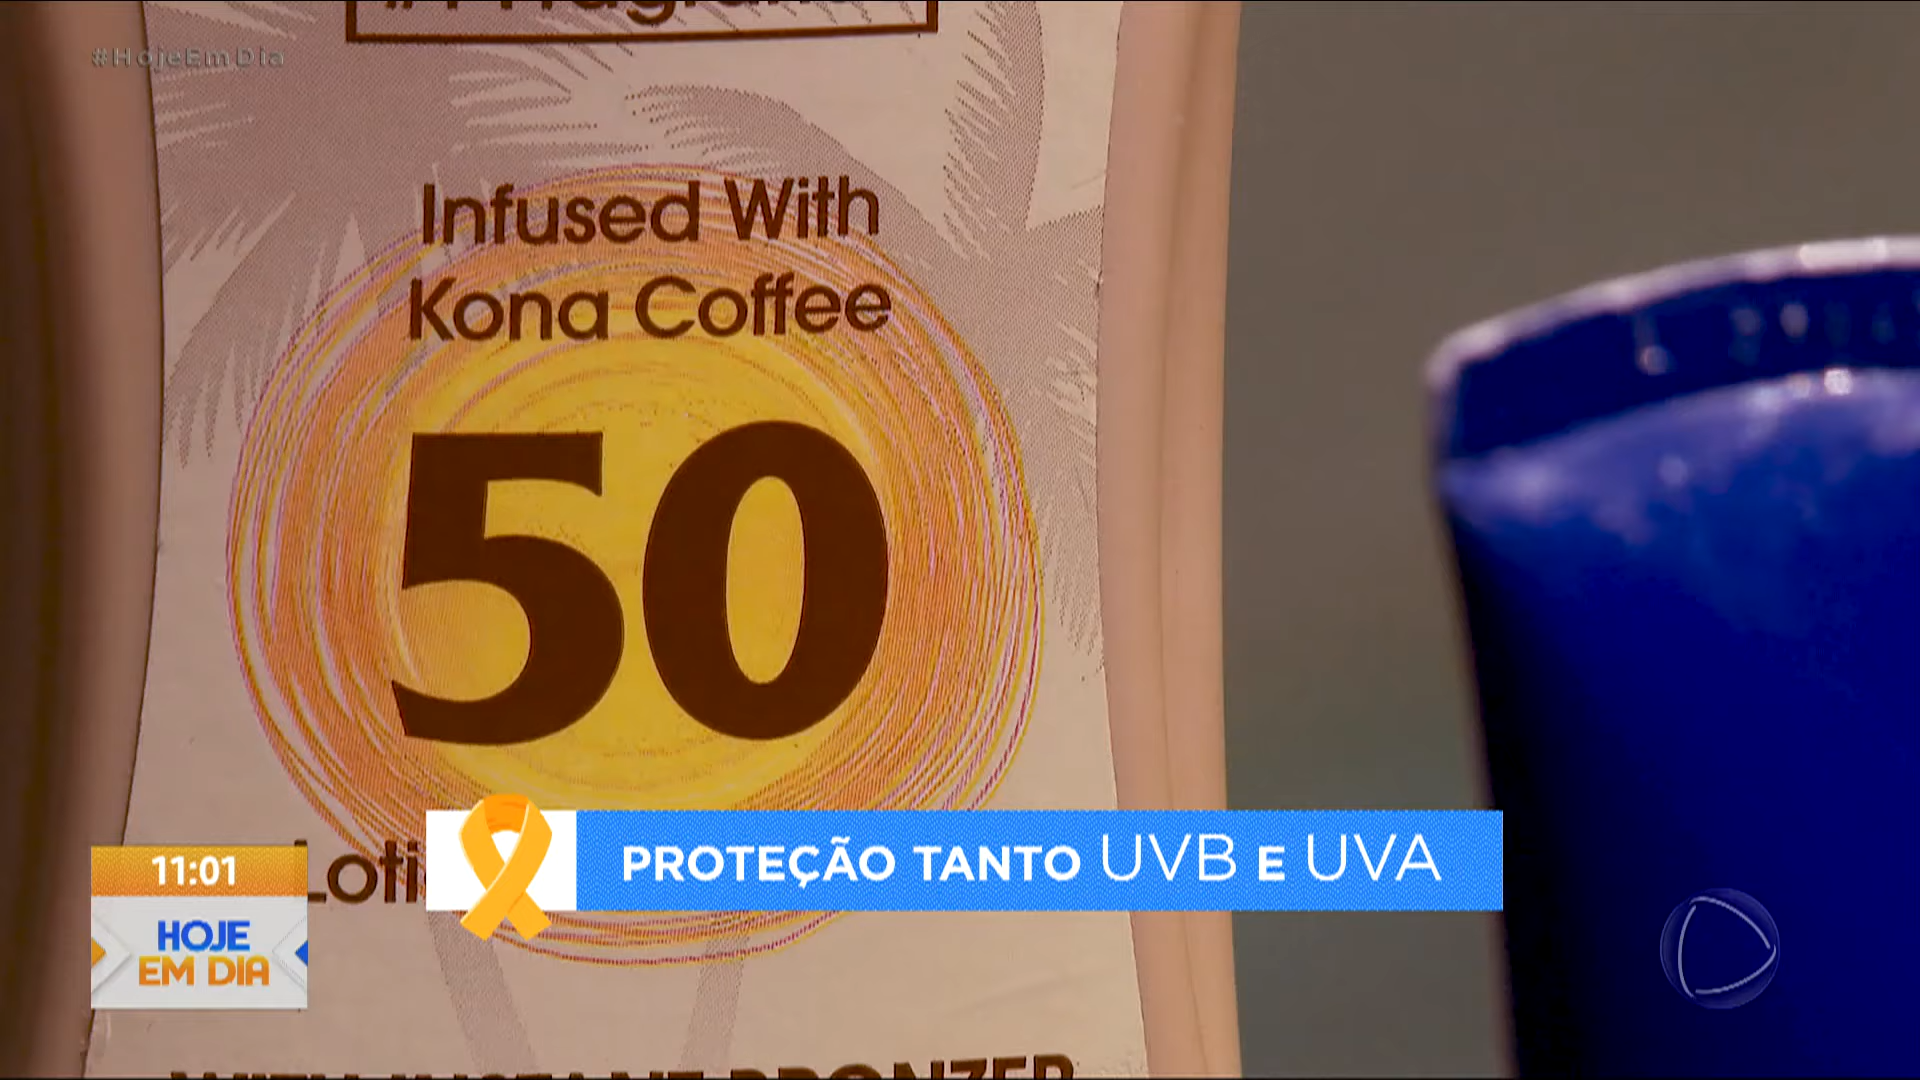 #HojeEmDia
Infused With
Kona Coffee
50
PROTEÇÃO TANTO UVB E UVA
11:01
HOJE
EM DIA